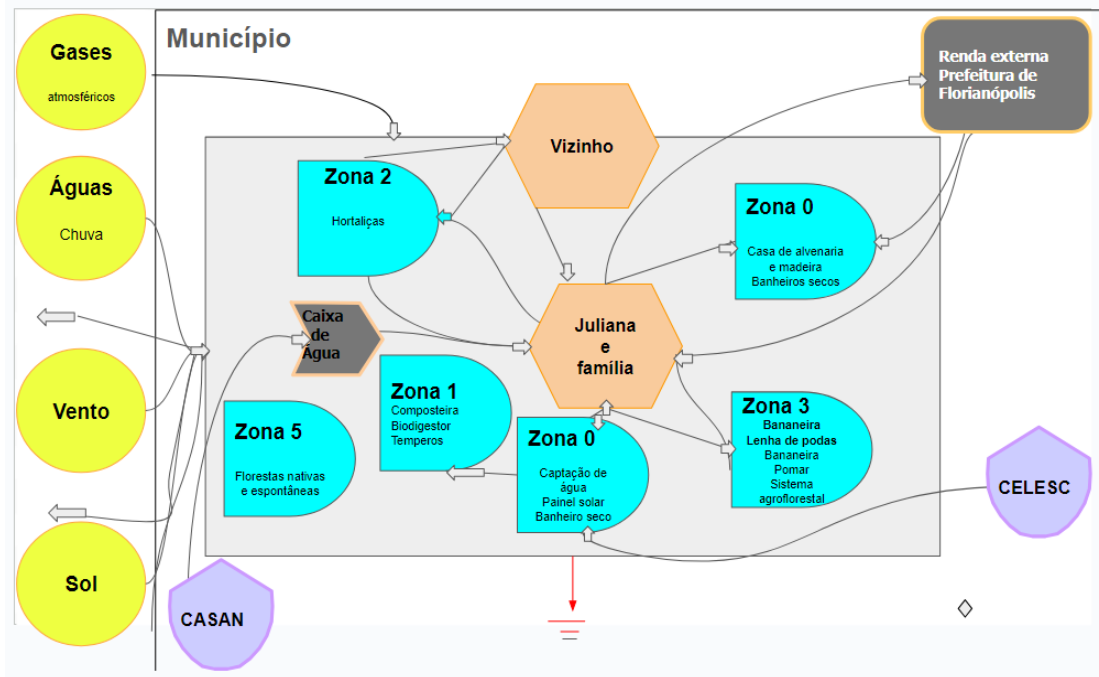 Município
Gases
atmosféricos
Águas
Chuva
Vento
Sol
Renda externa
Prefeitura de
Florianópolis
Vizinho
Zona 2
Hortaliças
Zona 0
Casa de alvenaria
e madeira
Banheiros secos
Caixa
de
Água
Juliana
e
família
Zona 1
Composteira
Biodigestor
Temperos
Zona 5
Florestas nativas
e espontâneas
Zona 0
Captação de
água
Painel solar
Banheiro seco
Zona 3
Bananeira
Lenha de podas
Bananeira
Pomar
Sistema
agroflorestal
CELESC
CASAN